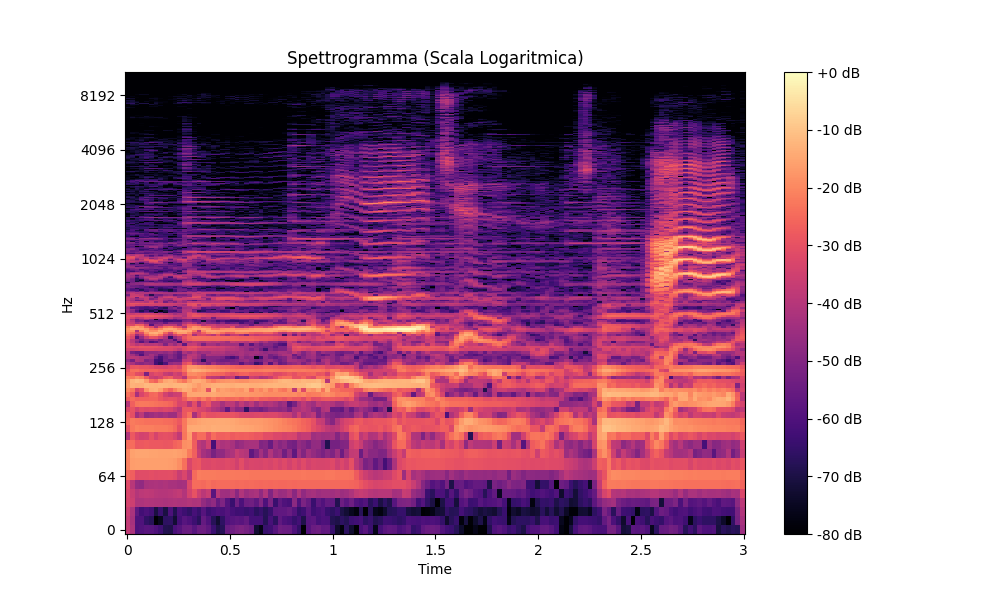 Spettrogramma (Scala Logaritmica)
Hz
8192
4096
2048
1024
512
256
128
64
0
0 0.5 1 1.5 2 2.5 3
Time
+0 dB
-10 dB
-20 dB
-30 dB
-40 dB
-50 dB
-60 dB
-70 dB
-80 dB